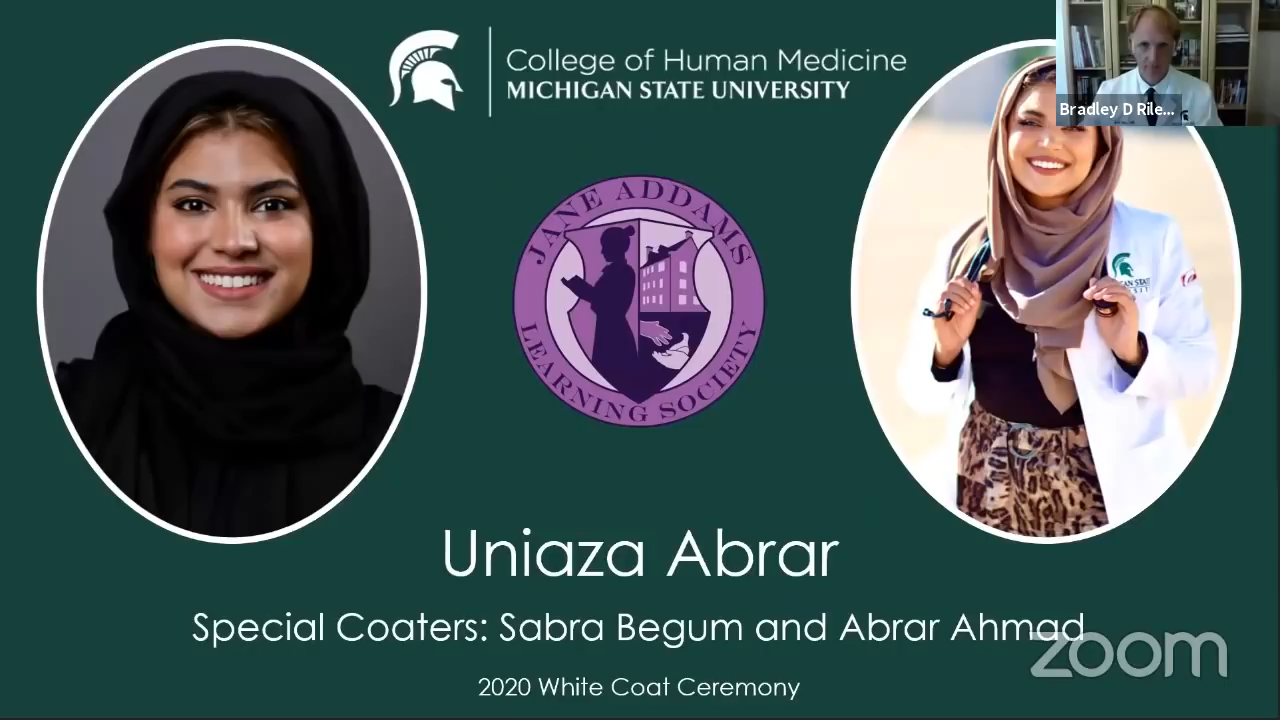 College of Human Medicine
MICHIGAN STATE UNIVERSITY
Bradley D Rile...
JANE ADDAMS
LEARNING SOCIETY
Uniaza Abrar
Special Coaters: Sabra Begum and Abrar Ahmad
zoom
2020 White Coat Ceremony